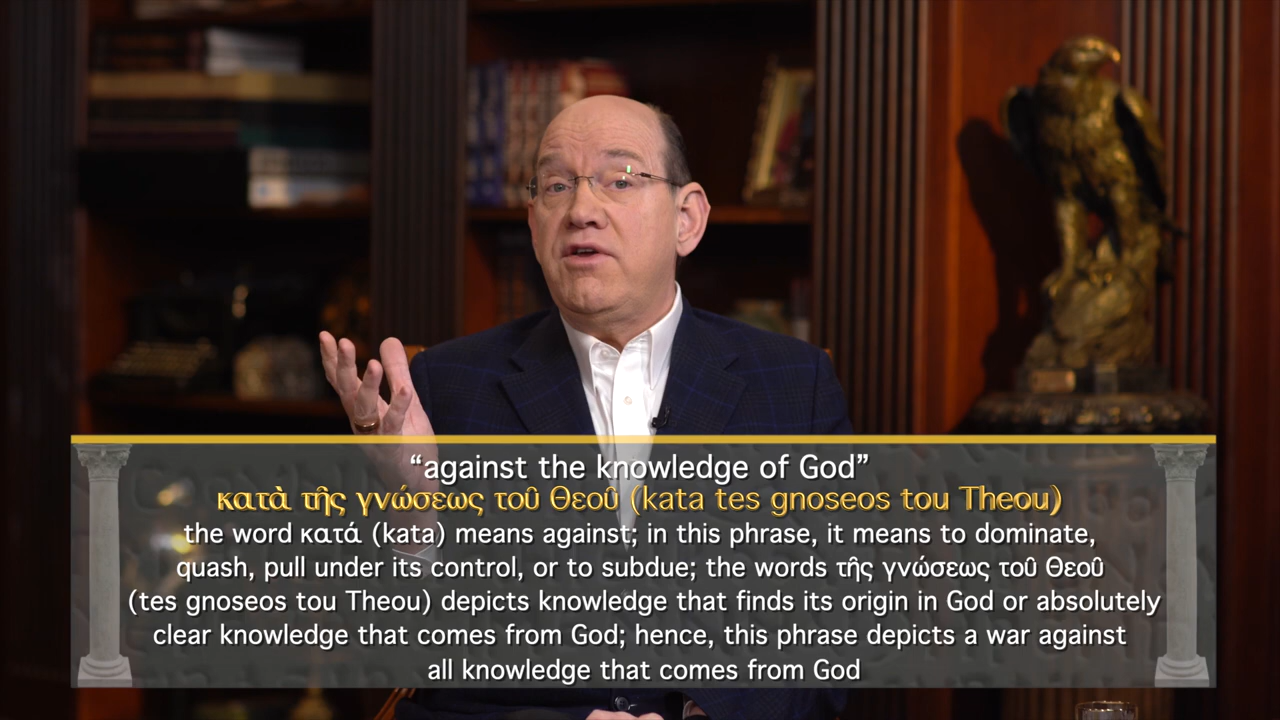 “against the knowledge of God”
κατὰ τῆς γνώσεως τοῦ Θεοῦ (kata tes gnoseos tou Theou)
the word κατά (kata) means against; in this phrase, it means to dominate,
quash, pull under its control, or to subdue; the words τῆς γνώσεως τοῦ Θεοῦ
(tes gnoseos tou Theou) depicts knowledge that finds its origin in God or absolutely
clear knowledge that comes from God; hence, this phrase depicts a war against
all knowledge that comes from God